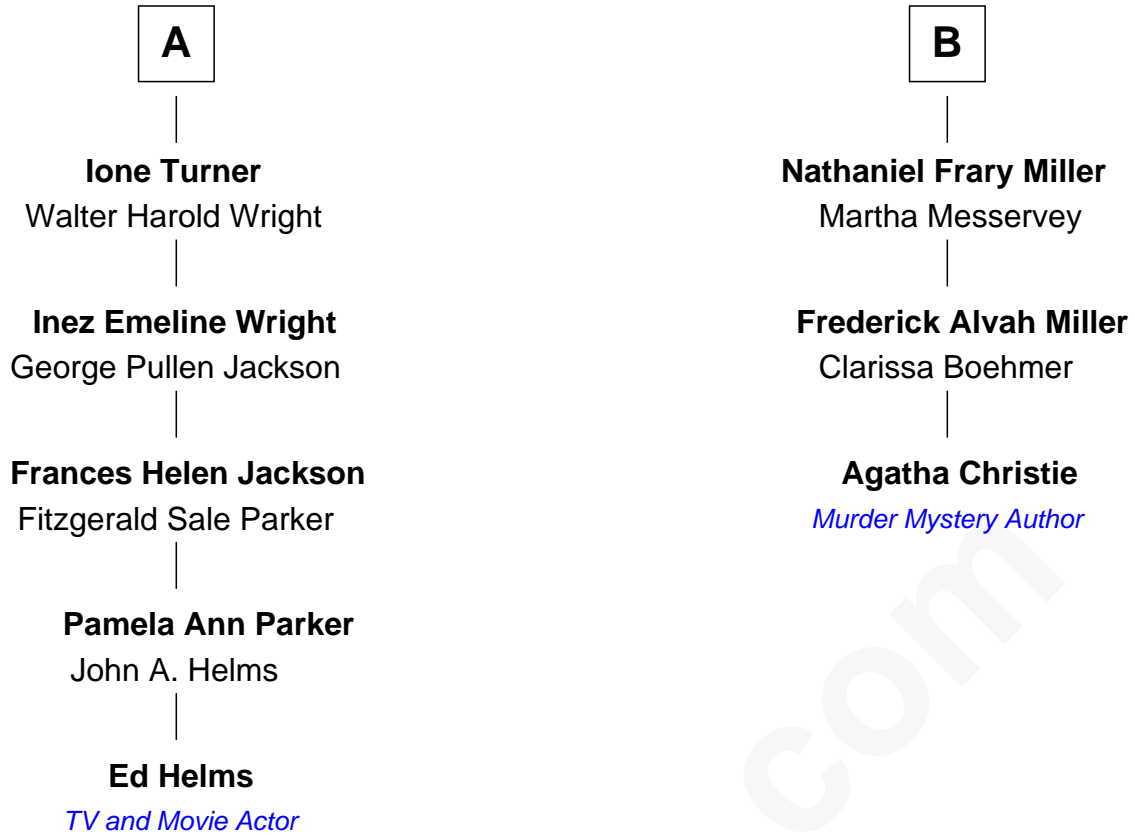 A
Ione Turner
Walter Harold Wright
Inez Emeline Wright
George Pullen Jackson
Frances Helen Jackson
Fitzgerald Sale Parker
Pamela Ann Parker
John A. Helms
Ed Helms
TV and Movie Actor
B
Nathaniel Frary Miller
Martha Messervey
Frederick Alvah Miller
Clarissa Boehmer
Agatha Christie
Murder Mystery Author
com